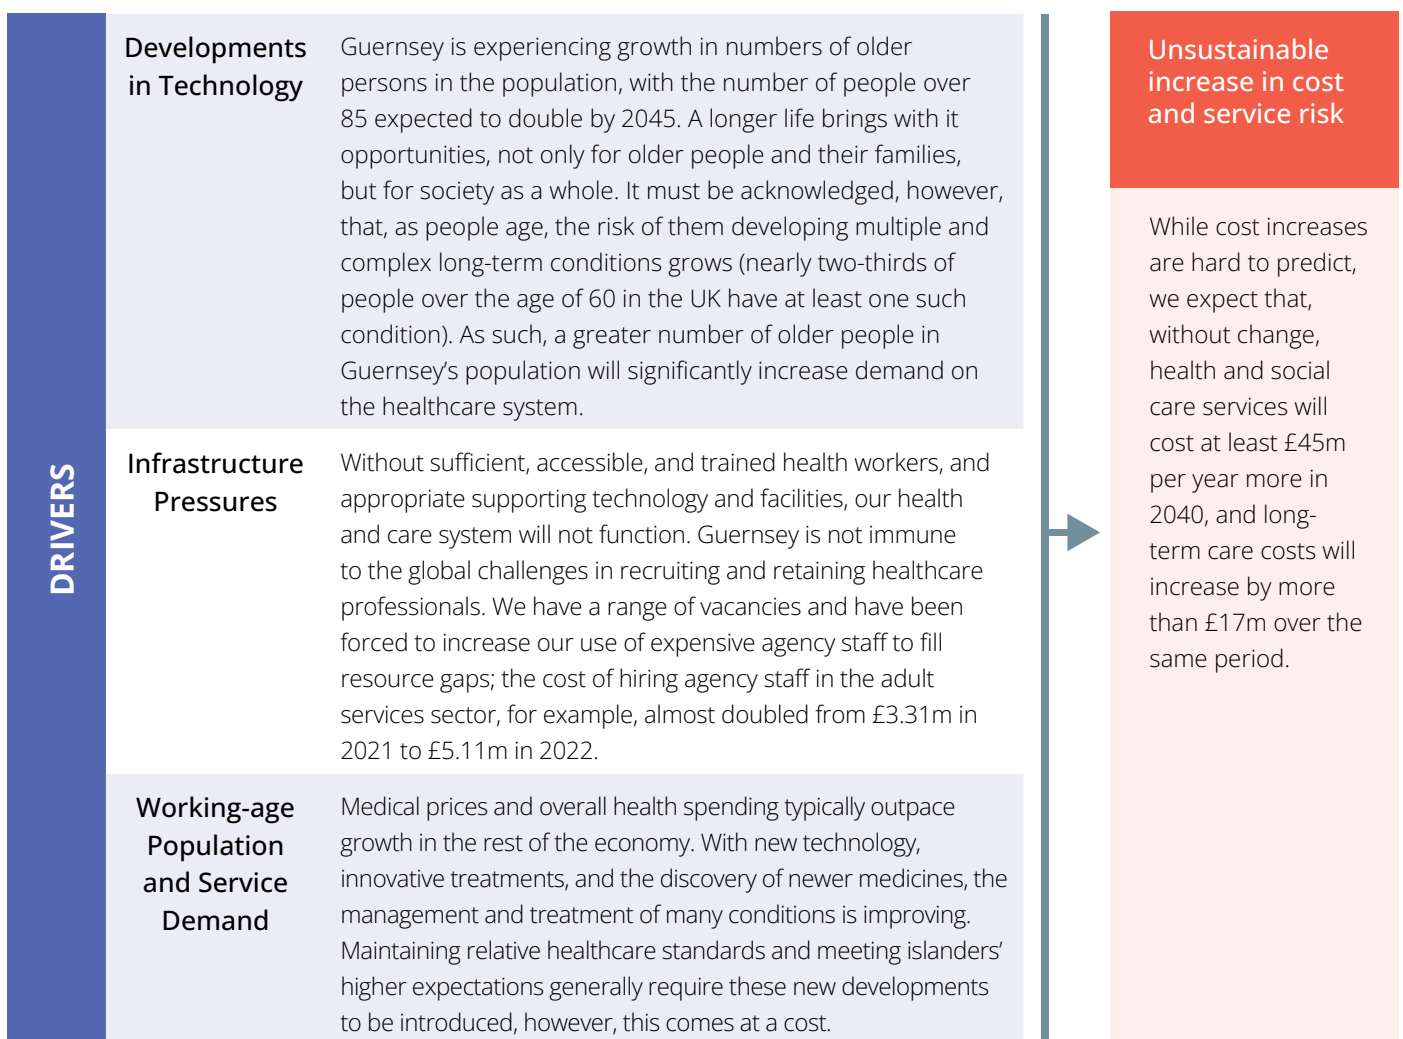 DRIVERS
Developments
in Technology
Guernsey is experiencing growth in numbers of older
persons in the population, with the number of people over
85 expected to double by 2045. A longer life brings with it
opportunities, not only for older people and their families,
but for society as a whole. It must be acknowledged, however,
that, as people age, the risk of them developing multiple and
complex long-term conditions grows (nearly two-thirds of
people over the age of 60 in the UK have at least one such
condition). As such, a greater number of older people in
Guernsey’s population will significantly increase demand on
the healthcare system.
Infrastructure
Pressures
Without sufficient, accessible, and trained health workers, and
appropriate supporting technology and facilities, our health
and care system will not function. Guernsey is not immune
to the global challenges in recruiting and retaining healthcare
professionals. We have a range of vacancies and have been
forced to increase our use of expensive agency staff to fill
resource gaps; the cost of hiring agency staff in the adult
services sector, for example, almost doubled from £3.31m in
2021 to £5.11m in 2022.
Working-age
Population
and Service
Demand
Medical prices and overall health spending typically outpace
growth in the rest of the economy. With new technology,
innovative treatments, and the discovery of newer medicines, the
management and treatment of many conditions is improving.
Maintaining relative healthcare standards and meeting islanders’
higher expectations generally require these new developments
to be introduced, however, this comes at a cost.
Unsustainable
increase in cost
and service risk
While cost increases
are hard to predict,
we expect that,
without change,
health and social
care services will
cost at least £45m
per year more in
2040, and long-
term care costs will
increase by more
than £17m over the
same period.